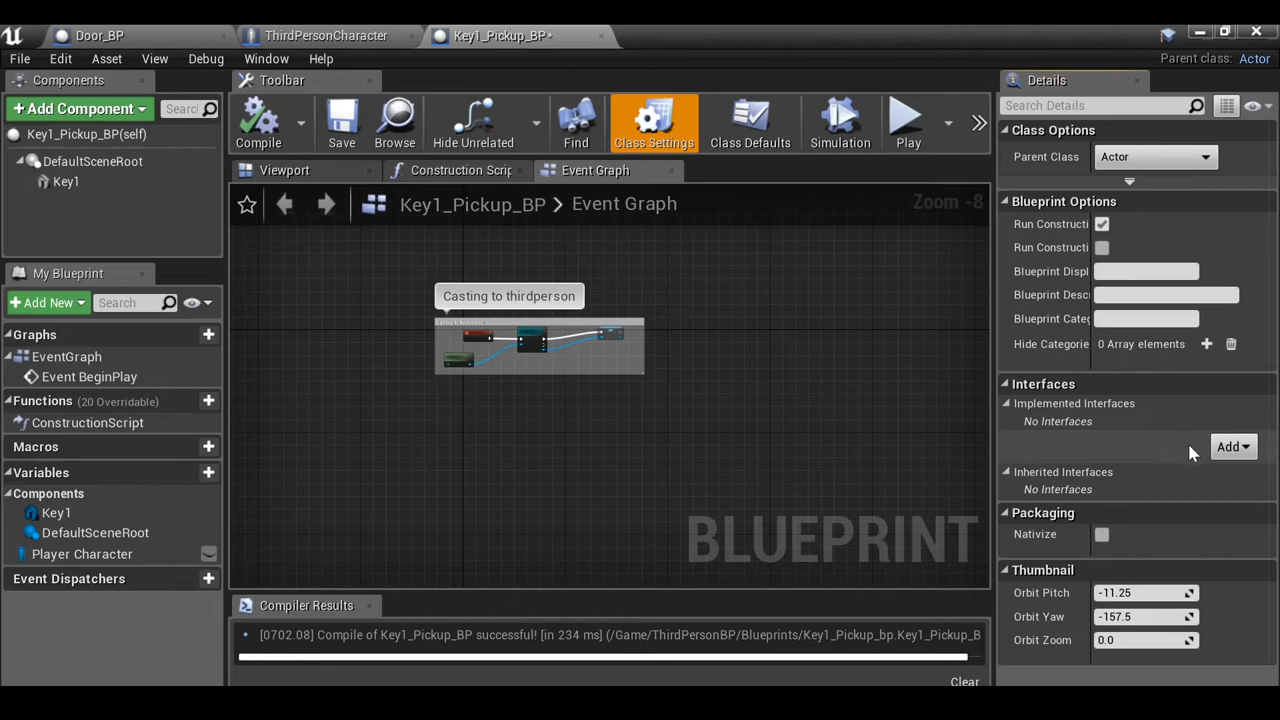 Door_BP
ThirdPersonCharacter
Key1_Pickup_BP*
File Edit Asset View Debug Window Help
Parent class: Actor
Components
Toolbar
Details
+ Add Component
Searc
Key1_Pickup_BP(self)
DefaultSceneRoot
Key1
Compile
Save
Browse
Hide Unrelated
Find
Class Settings
Class Defaults
Simulation
Play
Search Details
Class Options
Parent Class
Actor
Viewport
Construction Scrip
Event Graph
Key1_Pickup_BP > Event Graph
Zoom -8
Casting to thirdperson
BLUEPRINT
My Blueprint
+ Add New
Search
Graphs
EventGraph
Event BeginPlay
Functions (20 Overridable)
ConstructionScript
Macros
Variables
Components
Key1
DefaultSceneRoot
Player Character
Event Dispatchers
Compiler Results
[0702.08] Compile of Key1_Pickup_BP successful! [in 234 ms] (/Game/ThirdPersonBP/Blueprints/Key1_Pickup_bp.Key1_Pickup_B
Clear
Blueprint Options
Run Constructi
Run Constructi
Blueprint Displ
Blueprint Descr
Blueprint Categ
Hide Categorie
0 Array elements
Interfaces
Implemented Interfaces
No Interfaces
Add
Inherited Interfaces
No Interfaces
Packaging
Nativize
Thumbnail
Orbit Pitch
-11.25
Orbit Yaw
-157.5
Orbit Zoom
0.0